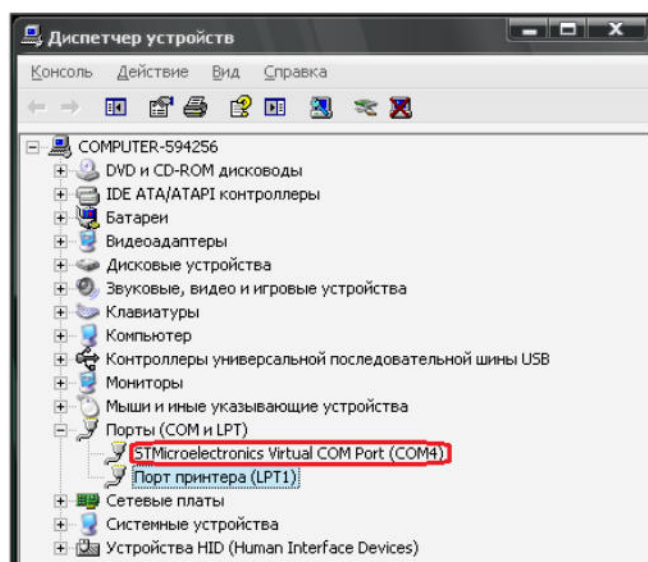 Диспетчер устройств
Консоль Действие Вид Справка
COMPUTER-594256
DVD и CD-ROM дисководы
IDE ATA/ATAPI контроллеры
Батареи
Видеоадаптеры
Дисковые устройства
Звуковые, видео и игровые устройства
Клавиатуры
Компьютер
Контроллеры универсальной последовательной шины USB
Мониторы
Мыши и иные указывающие устройства
Порты (COM и LPT)
STMicroelectronics Virtual COM Port (COM4)
Порт принтера (LPT1)
Сетевые платы
Системные устройства
Устройства HID (Human Interface Devices)